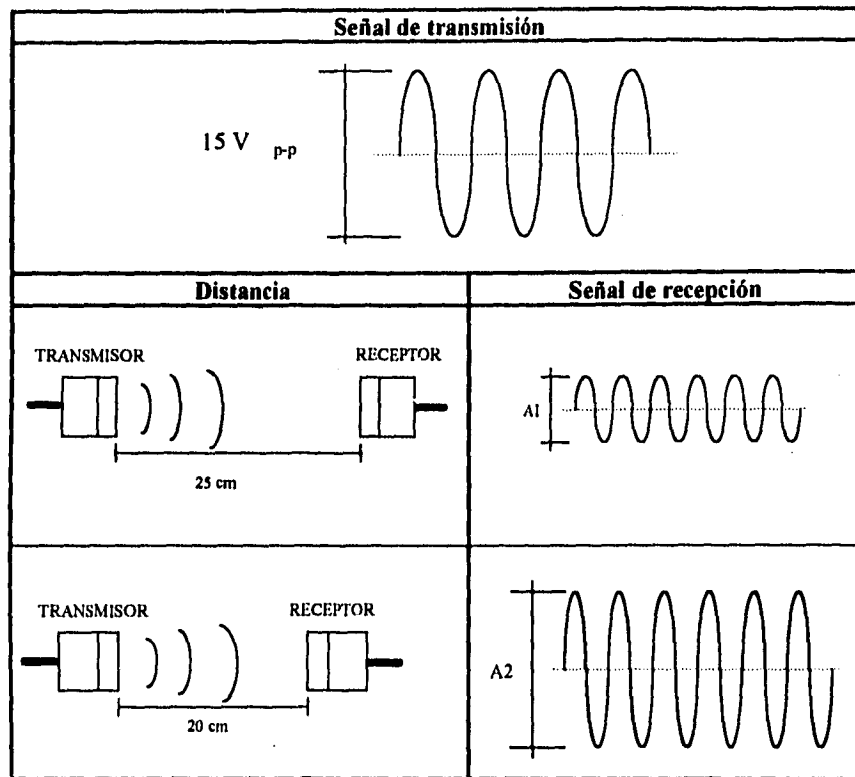 Señal de transmisión
15 V p-p
Distancia
Señal de recepción
TRANSMISOR
RECEPTOR
25 cm
A1
TRANSMISOR
RECEPTOR
20 cm
A2